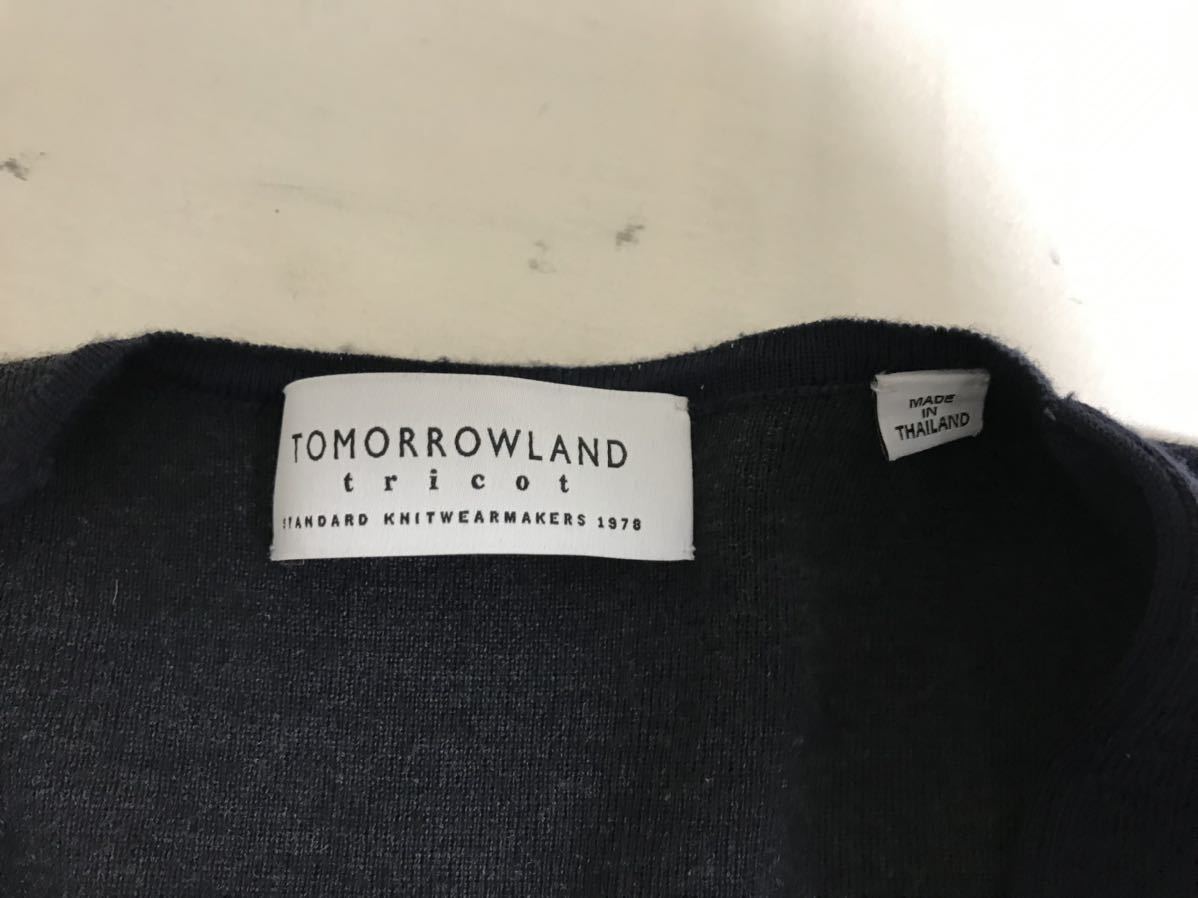 TOMORROWLAND
tricot
STANDARD KNITWEARMAKERS 1978
MADE
IN
THAILAND